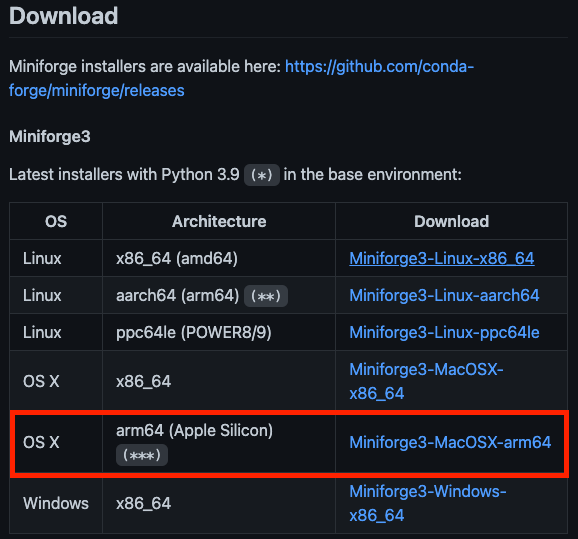 Download
Miniforge installers are available here: https://github.com/conda-
forge/miniforge/releases
Miniforge3
Latest installers with Python 3.9 (*) in the base environment:
OS Architecture Download
Linux x86_64 (amd64) Miniforge3-Linux-x86_64
Linux aarch64 (arm64) (**) Miniforge3-Linux-aarch64
Linux ppc64le (POWER8/9) Miniforge3-Linux-ppc64le
OS X x86_64 Miniforge3-MacOSX-
x86_64
OS X arm64 (Apple Silicon)
(***) Miniforge3-MacOSX-arm64
Windows x86_64 Miniforge3-Windows-
x86_64